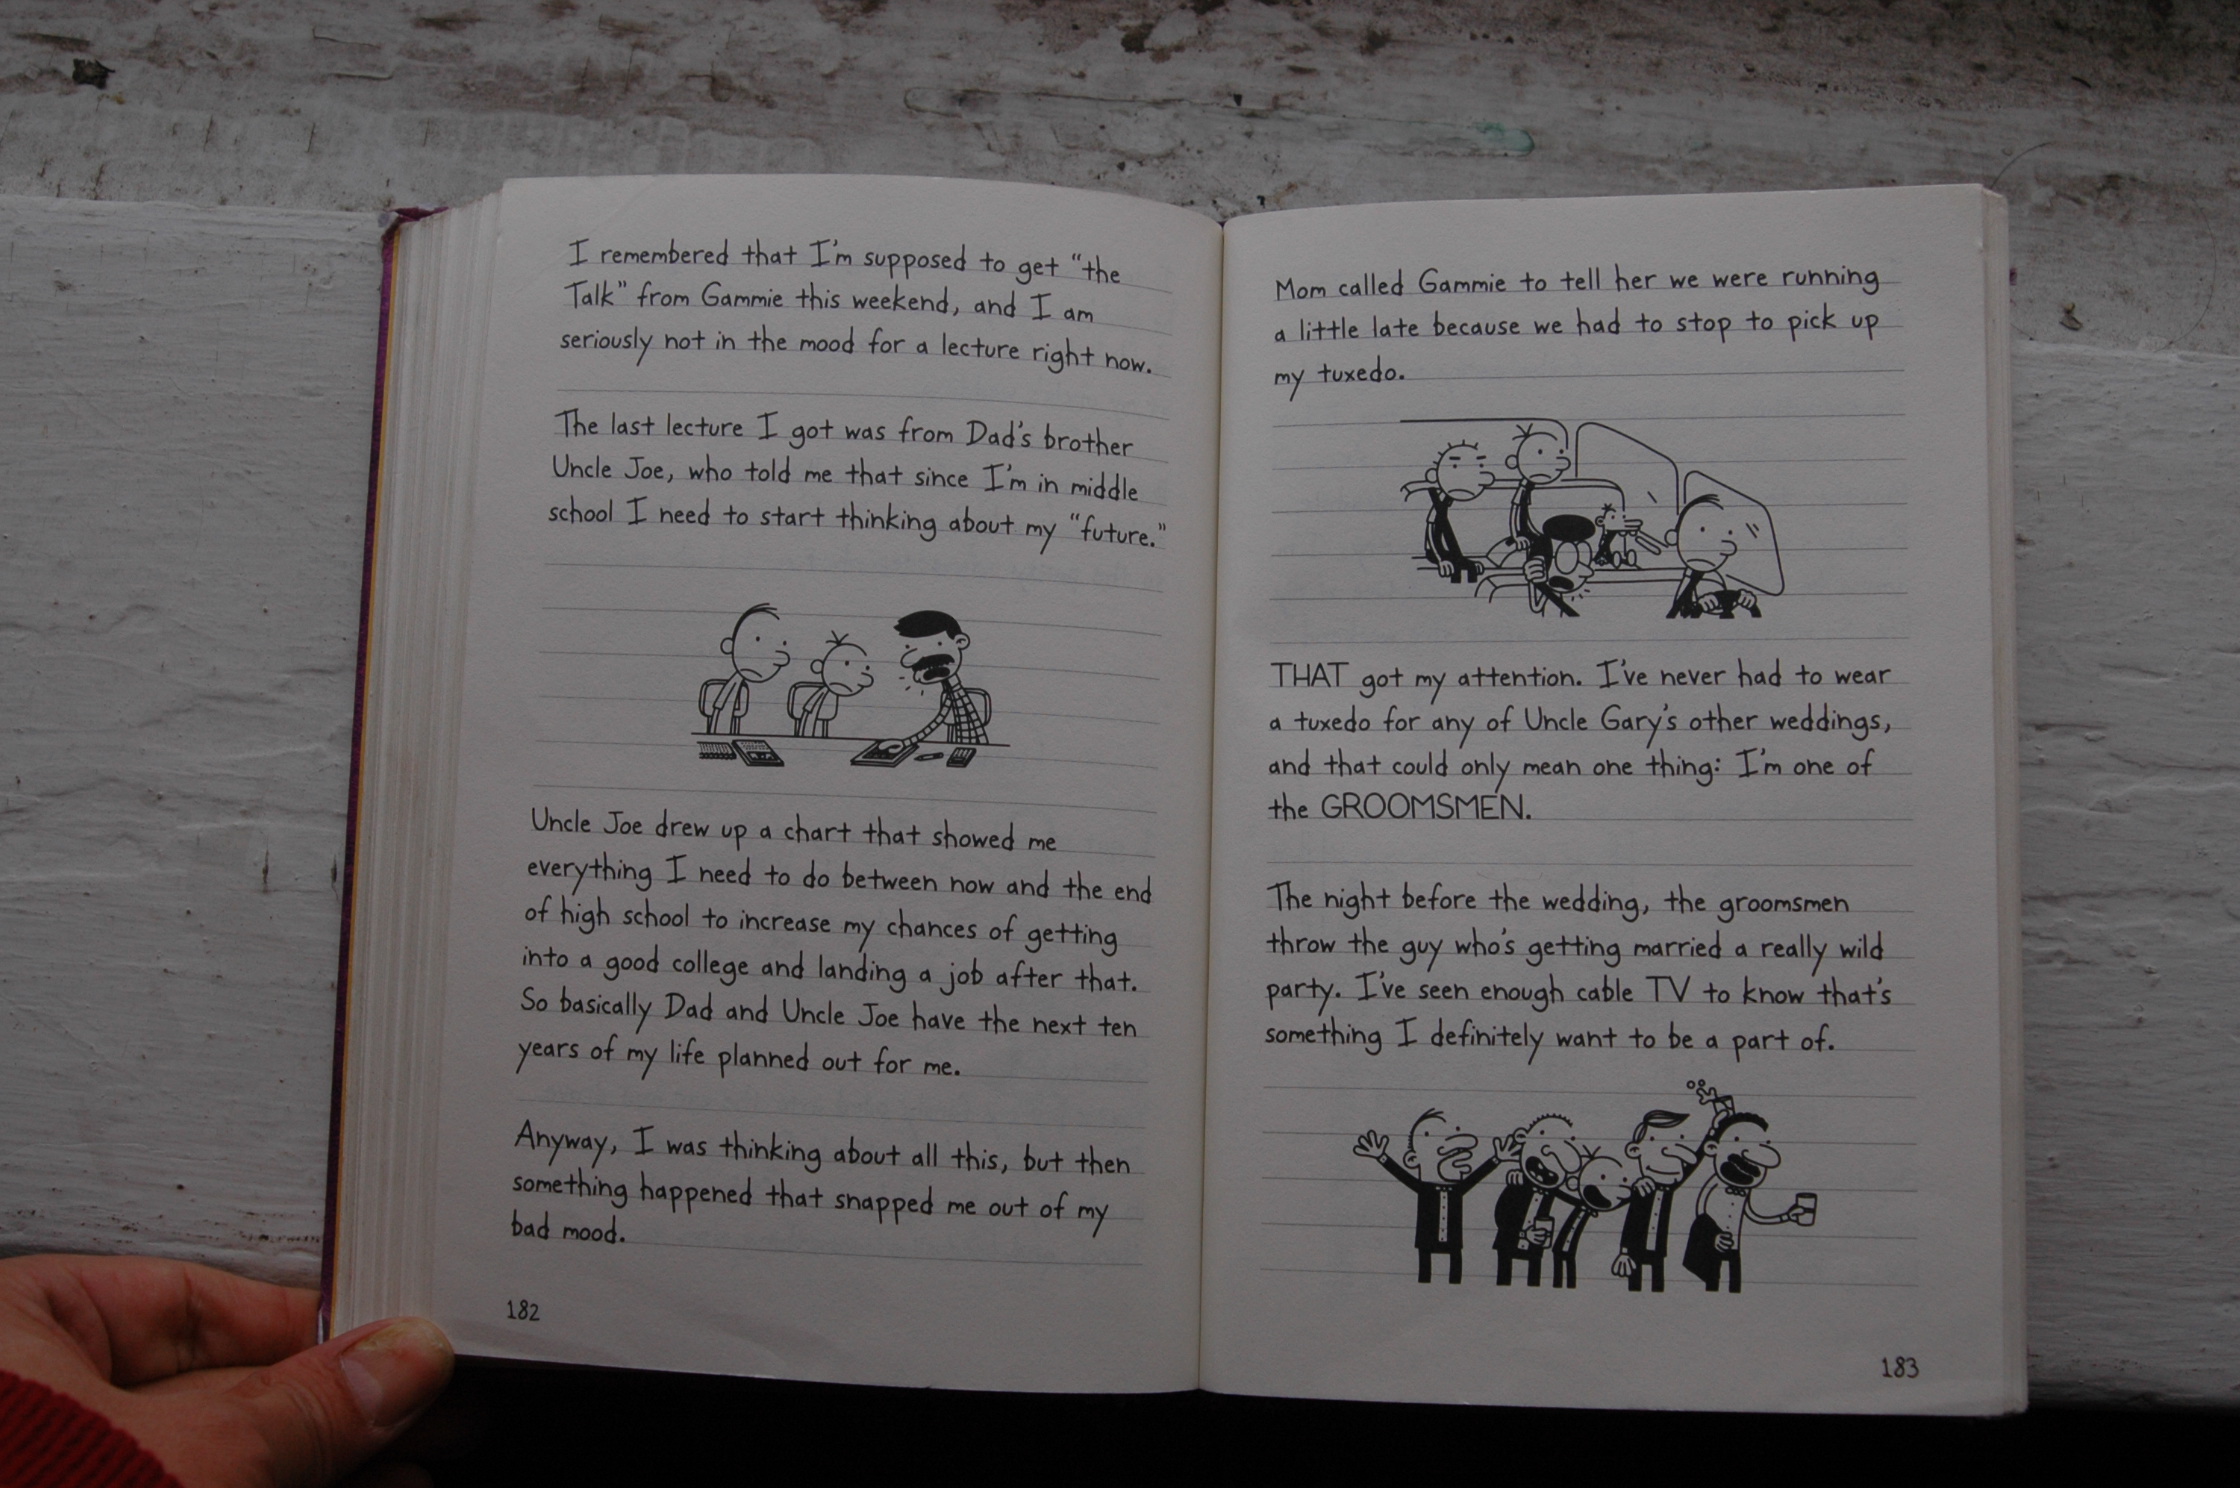 I remembered that I'm supposed to get "the
Talk" from Gammie this weekend, and I am
seriously not in the mood for a lecture right now.
The last lecture I got was from Dad's brother
Uncle Joe, who told me that since I'm in middle
school I need to start thinking about my "future."
Uncle Joe drew up a chart that showed me
everything I need to do between now and the end
of high school to increase my chances of getting
into a good college and landing a job after that.
So basically Dad and Uncle Joe have the next ten
years of my life planned out for me.
Anyway, I was thinking about all this, but then
something happened that snapped me out of my
bad mood.
182
Mom called Gammie to tell her we were running
a little late because we had to stop to pick up
my tuxedo.
THAT got my attention. I've never had to wear
a tuxedo for any of Uncle Gary's other weddings,
and that could only mean one thing: I'm one of
the GROOMSMEN.
The night before the wedding, the groomsmen
throw the guy who's getting married a really wild
party. I've seen enough cable TV to know that's
something I definitely want to be a part of.
183